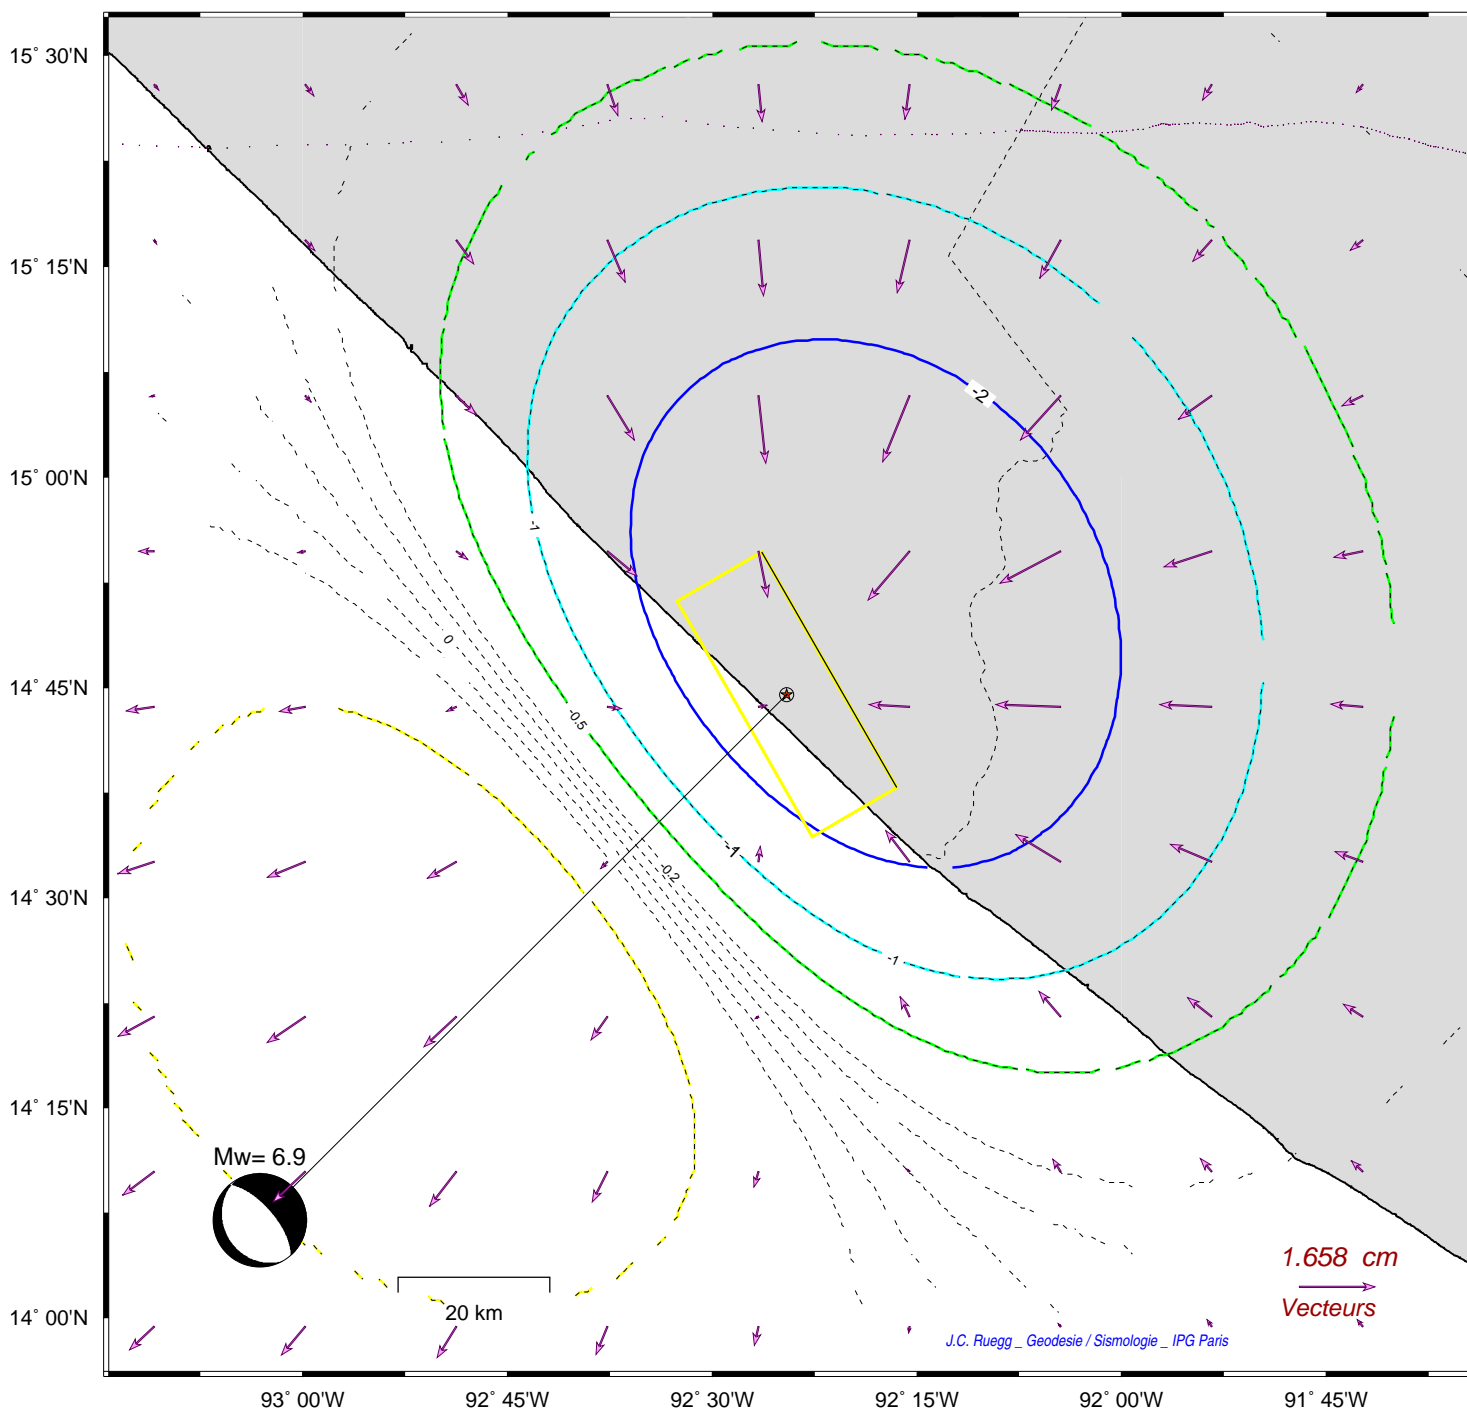 15° 30'N
15° 15'N
-2
15° 00'N
-1
0
14° 45'N
-0.5
-1
-0.2
14° 30'N
-1
14° 15'N
Mw= 6.9
1.658 cm
20 km
Vecteurs
14° 00'N
J.C. Ruegg _ Geodesie / Sismologie _ IPG Paris
93° 00'W 92° 45'W 92° 30'W 92° 15'W 92° 00'W 91° 45'W